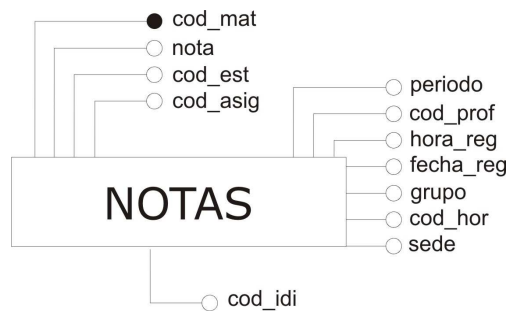 cod_mat
nota
cod_est
cod_asig
periodo
cod_prof
hora_reg
fecha_reg
grupo
cod_hor
sede
NOTAS
cod_idi